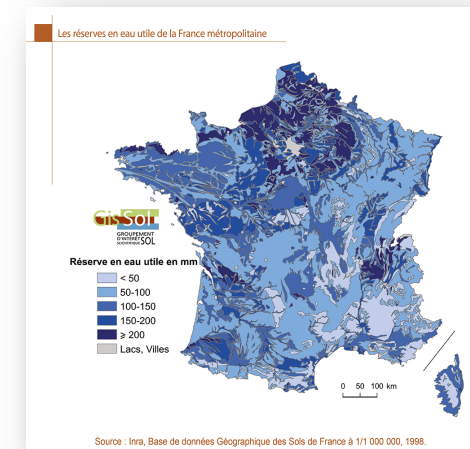 Les réserves en eau utile de la France métropolitaine
Gis Sol
GROUPEMENT
D'INTÉRÊT
SCIENTIFIQUE SOL
Réserve en eau utile en mm
< 50
50-100
100-150
150-200
≥ 200
Lacs, Villes
0 50 100 km
Source : Inra, Base de données Géographique des Sols de France à 1/1 000 000, 1998.